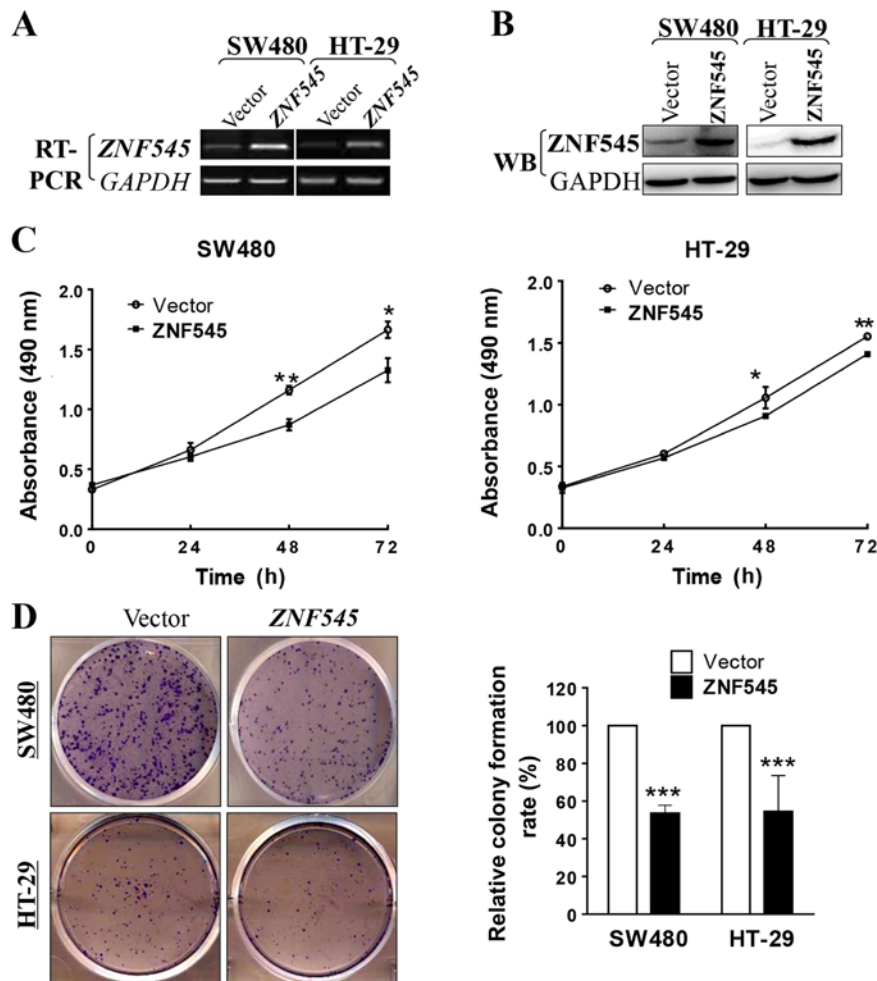 A
SW480 HT-29
Vector ZNF545 Vector ZNF545
RT-PCR
ZNF545
GAPDH
B
SW480 HT-29
Vector ZNF545 Vector ZNF545
WB
ZNF545
GAPDH
C
SW480
Absorbance (490 nm)
2.0
1.5
1.0
0.5
0.0
Vector
ZNF545
**
*
0 24 48 72
Time (h)
HT-29
Absorbance (490 nm)
2.0
1.5
1.0
0.5
0.0
Vector
ZNF545
*
**
0 24 48 72
Time (h)
D
Vector ZNF545
SW480
HT-29
Vector
ZNF545
Relative colony formation
rate (%)
120
100
80
60
40
20
0
***
***
SW480 HT-29